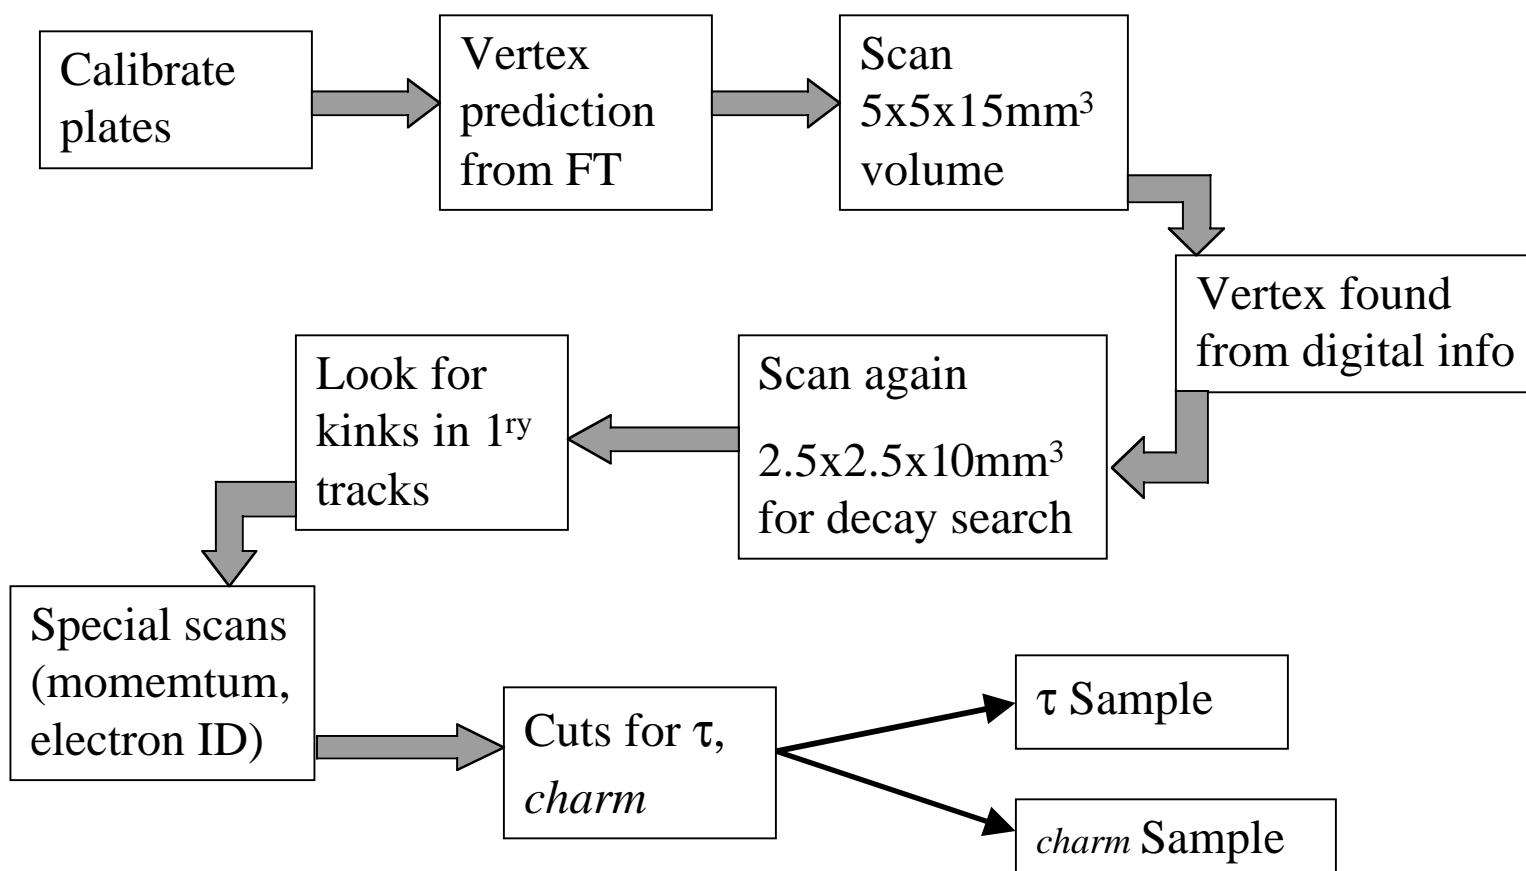 Calibrate
plates
Vertex
prediction
from FT
Scan
5x5x15mm³
volume
Vertex found
from digital info
Scan again
2.5x2.5x10mm³
for decay search
Look for
kinks in 1ʳʸ
tracks
Special scans
(momemtum,
electron ID)
Cuts for τ,
charm
τ Sample
charm Sample